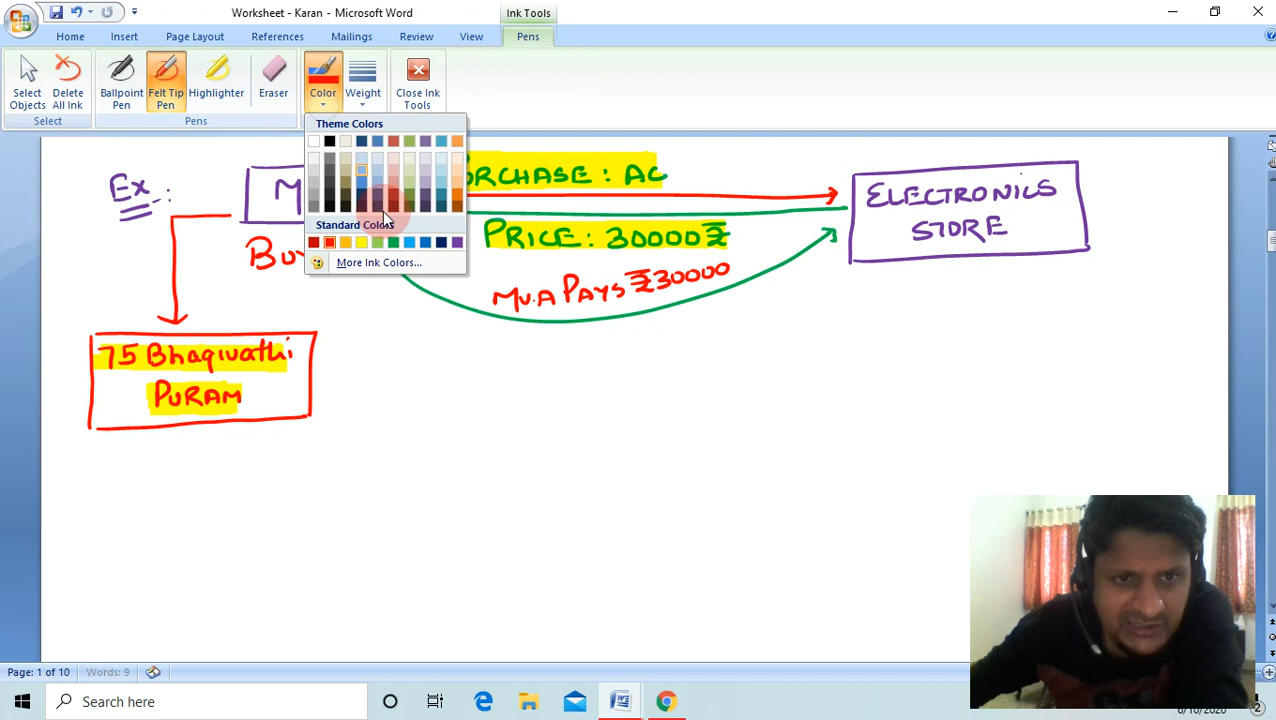 Worksheet - Karan - Microsoft Word
Ink Tools
Home
Insert
Page Layout
References
Mailings
Review
View
Pens
Select Objects
Delete All Ink
Ballpoint Pen
Felt Tip Pen
Highlighter
Eraser
Color
Weight
Close Ink Tools
Select
Pens
Theme Colors
Standard Colors
More Ink Colors...
Ex :
ELECTRONICS
STORE
: AC
PRICE : 30000 ₹
Mr.A PAYS ₹30000
75 Bhagwathi
PURAM
Page: 1 of 10
Words: 9
Search here
2